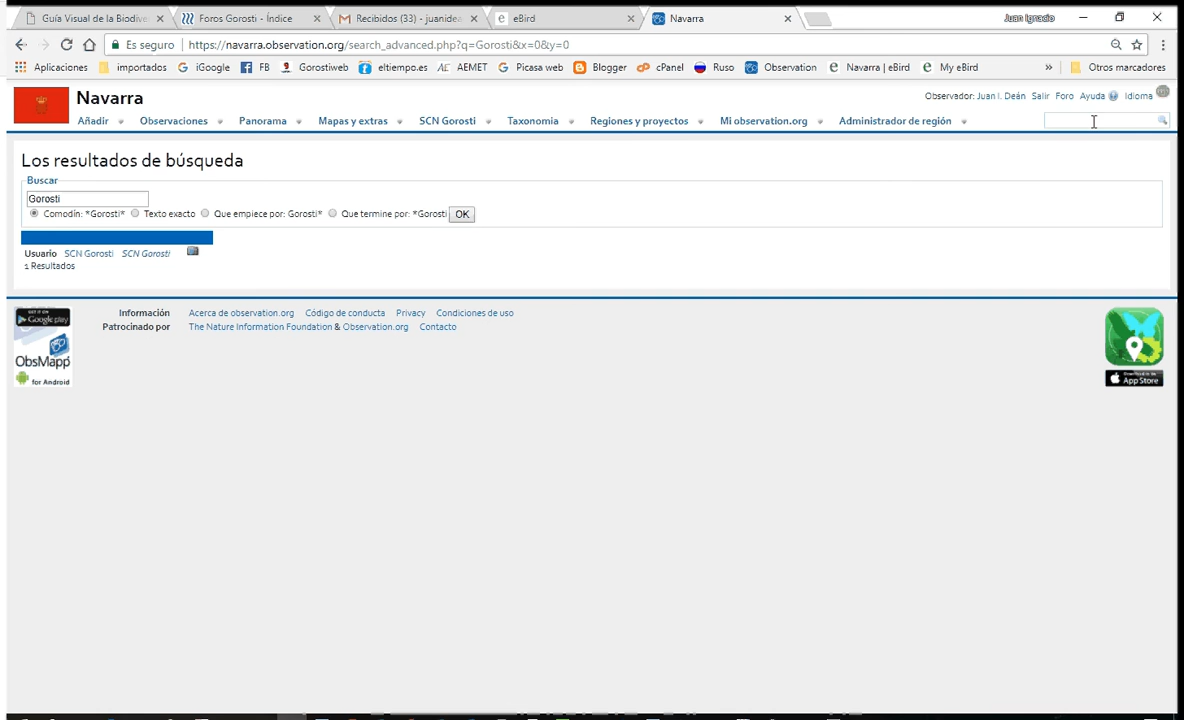 Guía Visual de la Biodive
Foros Gorosti - Índice
Recibidos (33) - juanidea
eBird
Navarra
Juan Ignacio
Es seguro
https://navarra.observation.org/search_advanced.php?q=Gorosti&x=0&y=0
Aplicaciones
importados
iGoogle
FB
Gorostiweb
eltiempo.es
AEMET
Picasa web
Blogger
cPanel
Ruso
Observation
Navarra | eBird
My eBird
»
Otros marcadores
Navarra
Observador: Juan I. Deán Salir Foro Ayuda Idioma
Añadir
Observaciones
Panorama
Mapas y extras
SCN Gorosti
Taxonomia
Regiones y proyectos
Mi observation.org
Administrador de región
Los resultados de búsqueda
Buscar
Gorosti
Comodín: *Gorosti*
Texto exacto
Que empiece por: Gorosti*
Que termine por: *Gorosti
OK
Usuario SCN Gorosti SCN Gorosti
1 Resultados
GET IT ON
Google play
ObsMapp
for Android
Información Acerca de observation.org Código de conducta Privacy Condiciones de uso
Patrocinado por The Nature Information Foundation & Observation.org Contacto
App Store